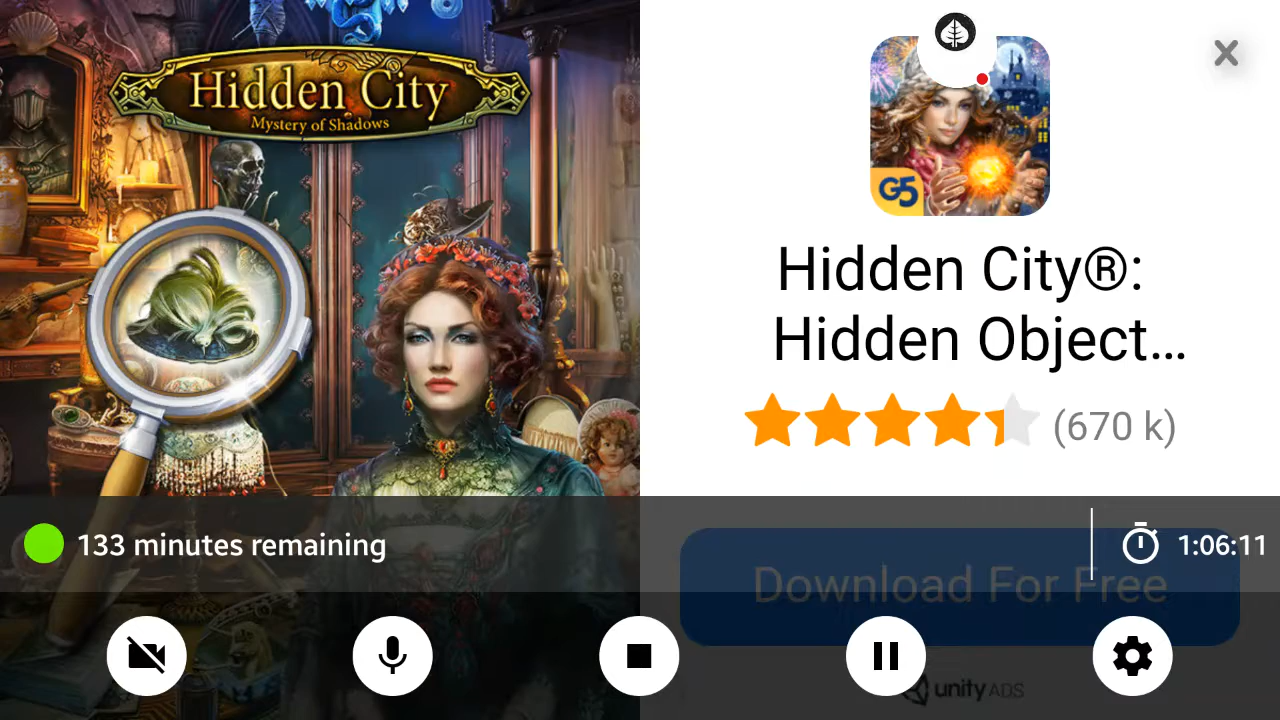 Hidden City
Mystery of Shadows
G5
Hidden City®:
Hidden Object…
(670 k)
133 minutes remaining
1:06:11
Download For Free
unity ADS